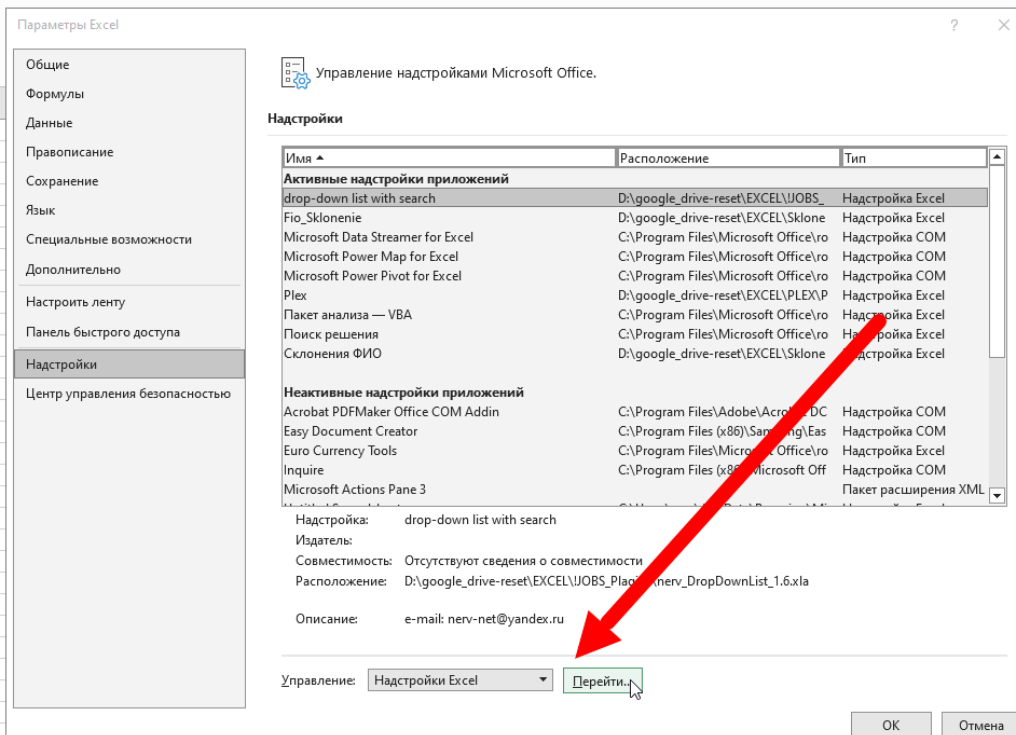 Параметры Excel
?
Общие
Формулы
Данные
Правописание
Сохранение
Язык
Специальные возможности
Дополнительно
Настроить ленту
Панель быстрого доступа
Надстройки
Центр управления безопасностью
Управление надстройками Microsoft Office.
Надстройки
Имя Расположение Тип
Активные надстройки приложений
drop-down list with search D:\google_drive-reset\EXCEL\!JOBS_ Надстройка Excel
Fio_Sklonenie D:\google_drive-reset\EXCEL\Sklone Надстройка Excel
Microsoft Data Streamer for Excel C:\Program Files\Microsoft Office\ro Надстройка COM
Microsoft Power Map for Excel C:\Program Files\Microsoft Office\ro Надстройка COM
Microsoft Power Pivot for Excel C:\Program Files\Microsoft Office\ro Надстройка COM
Plex D:\google_drive-reset\EXCEL\PLEX\P Надстройка Excel
Пакет анализа — VBA C:\Program Files\Microsoft Office\ro Надстройка Excel
Поиск решения C:\Program Files\Microsoft Office\ro Надстройка Excel
Склонения ФИО D:\google_drive-reset\EXCEL\Sklone Надстройка Excel
Неактивные надстройки приложений
Acrobat PDFMaker Office COM Addin C:\Program Files\Adobe\Acrobat DC Надстройка COM
Easy Document Creator C:\Program Files (x86)\Samsung\Eas Надстройка COM
Euro Currency Tools C:\Program Files\Microsoft Office\ro Надстройка Excel
Inquire C:\Program Files (x86)\Microsoft Off Надстройка COM
Microsoft Actions Pane 3 Пакет расширения XML
Надстройка: drop-down list with search
Издатель:
Совместимость: Отсутствуют сведения о совместимости
Расположение: D:\google_drive-reset\EXCEL\!JOBS_Plagin\nerv_DropDownList_1.6.xla
Описание: e-mail: nerv-net@yandex.ru
Управление: Надстройки Excel Перейти...
ОК Отмена